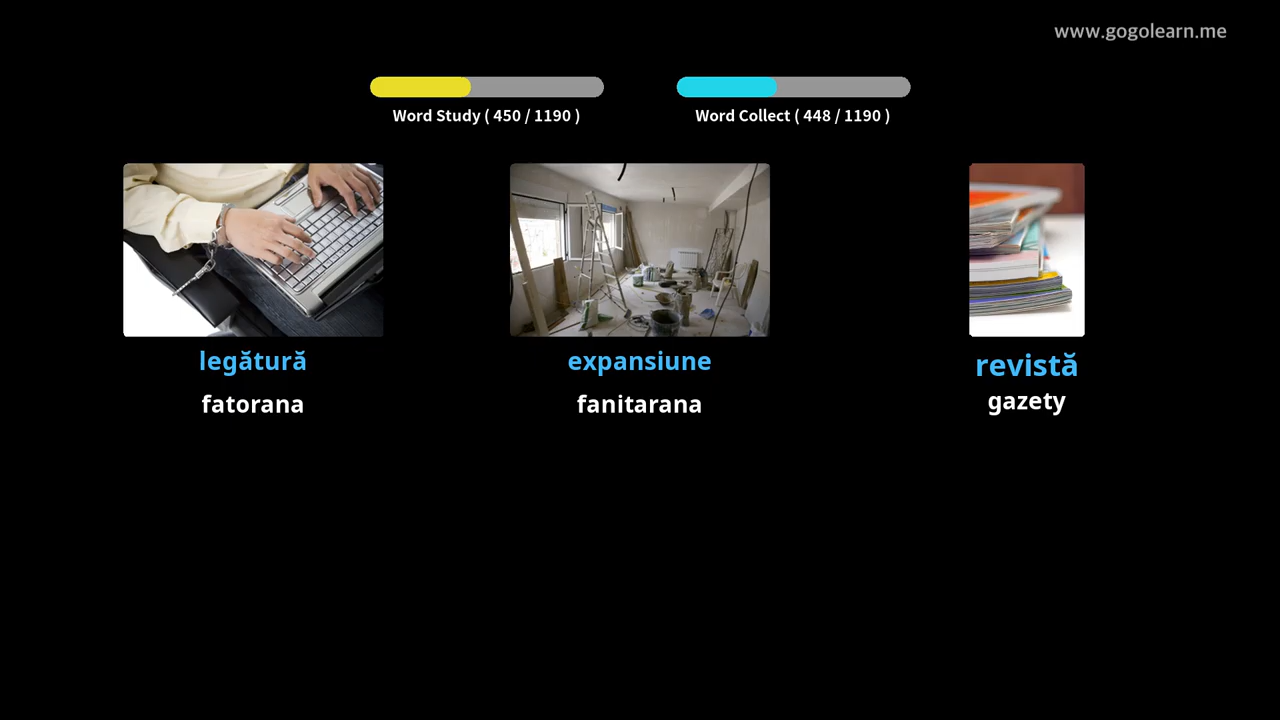 www.gogolearn.me
Word Study ( 450 / 1190 )
Word Collect ( 448 / 1190 )
legătură
fatorana
expansiune
fanitarana
revistă
gazety